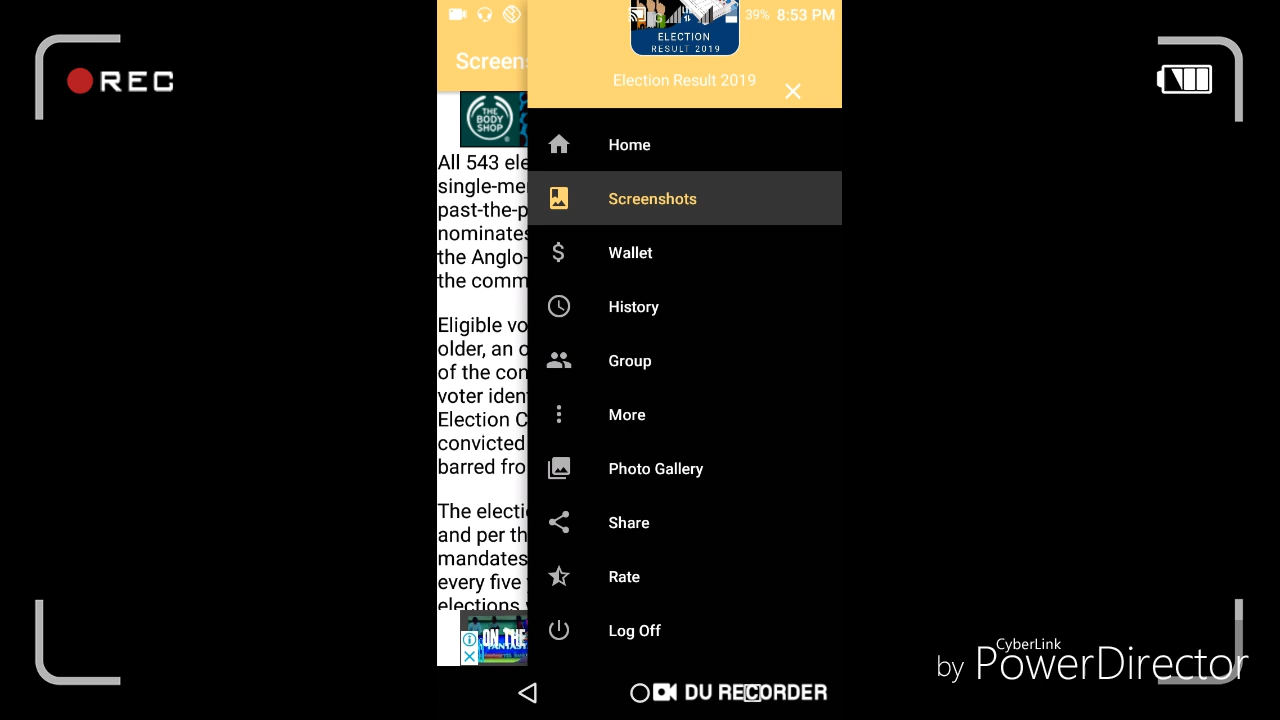 REC
39% 8:53 PM
ELECTION
RESULT 2019
Election Result 2019
Screens
THE
BODY
SHOP
All 543 ele
single-me
past-the-p
nominates
the Anglo-
the comm
Eligible vo
older, an o
of the con
voter iden
Election C
convicted
barred fro
The electi
and per th
mandates
every five
elections
ON THE
FANTAS
Home
Screenshots
Wallet
History
Group
More
Photo Gallery
Share
Rate
Log Off
DU RECORDER
CyberLink
by PowerDirector